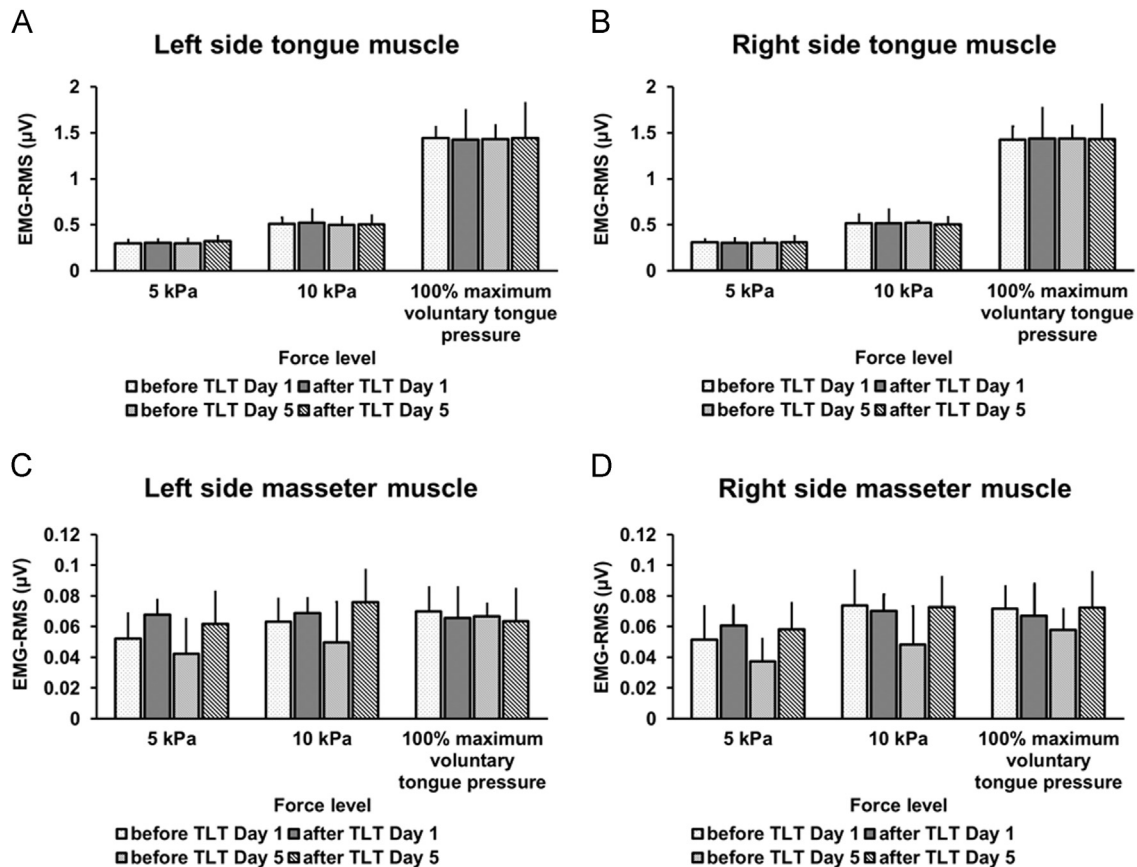 A
Left side tongue muscle
EMG-RMS (µV)
2
1.5
1
0.5
0
5 kPa
10 kPa
100% maximum
voluntary tongue
pressure
Force level
before TLT Day 1 after TLT Day 1
before TLT Day 5 after TLT Day 5
B
Right side tongue muscle
EMG-RMS (µV)
2
1.5
1
0.5
0
5 kPa
10 kPa
100% maximum
voluntary tongue
pressure
Force level
before TLT Day 1 after TLT Day 1
before TLT Day 5 after TLT Day 5
C
Left side masseter muscle
EMG-RMS (µV)
0.12
0.1
0.08
0.06
0.04
0.02
0
5 kPa
10 kPa
100% maximum
voluntary
tongue pressure
Force level
before TLT Day 1 after TLT Day 1
before TLT Day 5 after TLT Day 5
D
Right side masseter muscle
EMG-RMS (µV)
0.12
0.1
0.08
0.06
0.04
0.02
0
5 kPa
10 kPa
100% maximum
voluntary
tongue pressure
Force level
before TLT Day 1 after TLT Day 1
before TLT Day 5 after TLT Day 5